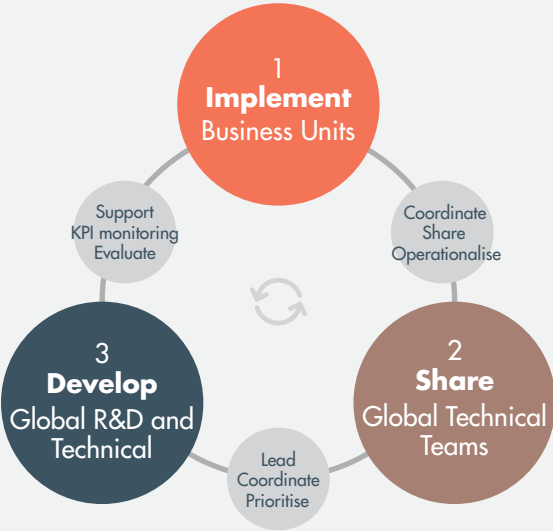 1
Implement
Business Units
Support
KPI monitoring
Evaluate
Coordinate
Share
Operationalise
3
Develop
Global R&D and
Technical
2
Share
Global Technical
Teams
Lead
Coordinate
Prioritise